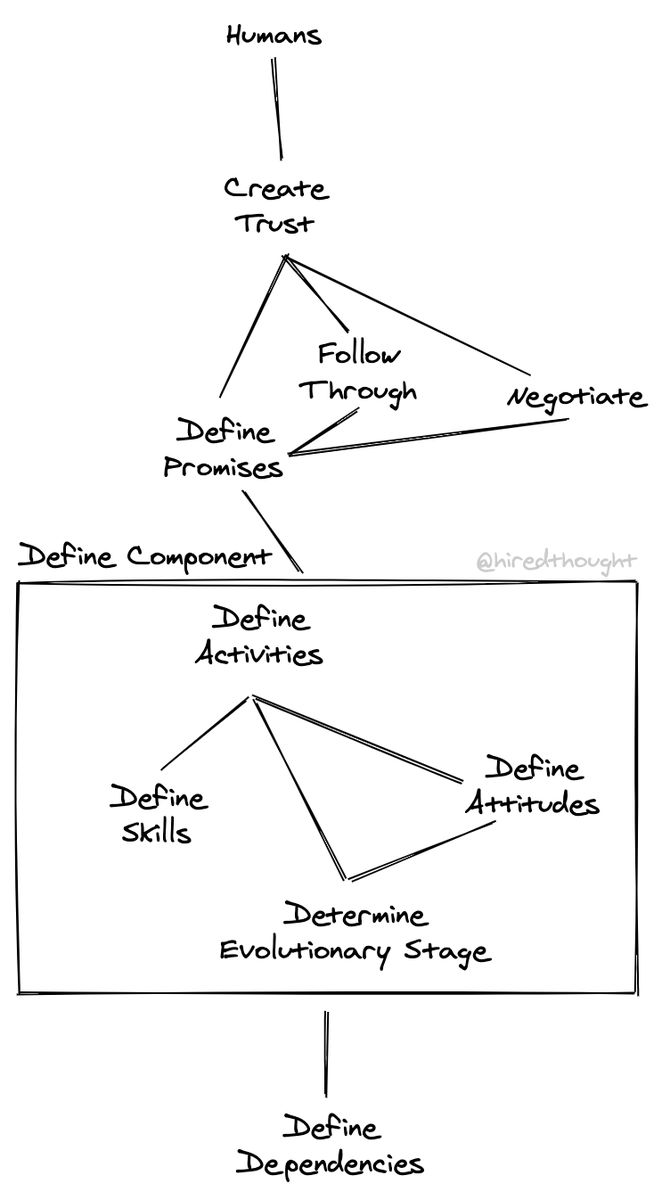 Humans
Create
Trust
Follow
Through
Negotiate
Define
Promises
Define Component
@hiredthought
Define
Activities
Define
Attitudes
Define
Skills
Determine
Evolutionary Stage
Define
Dependencies